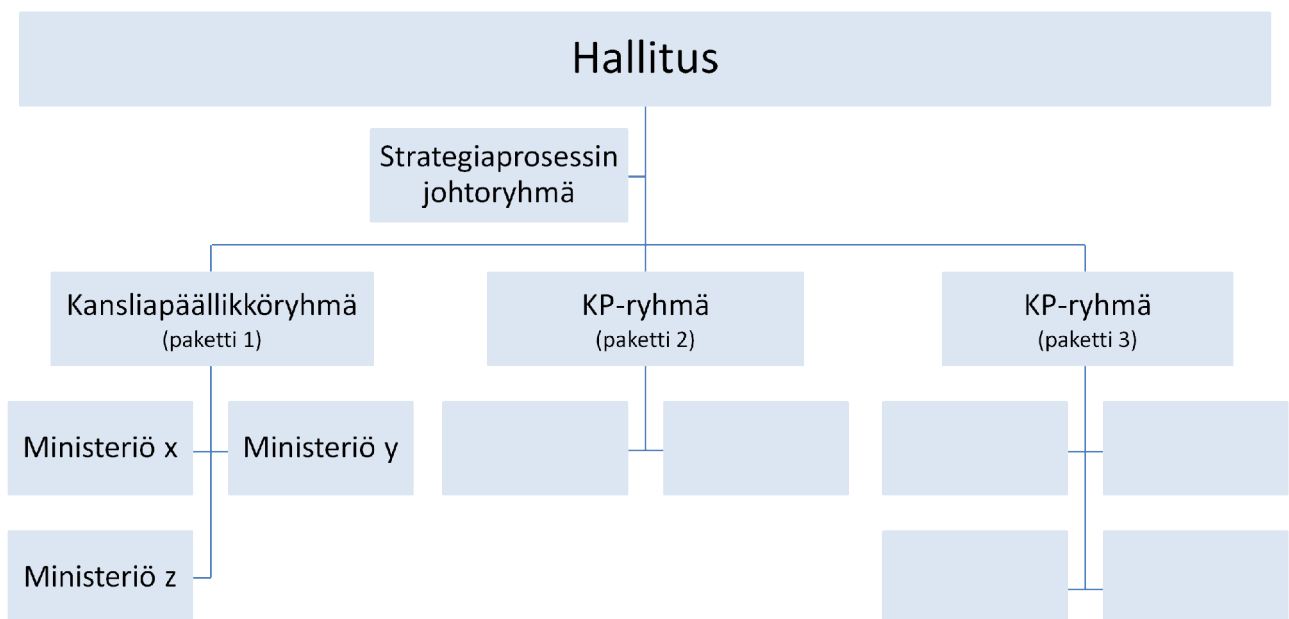 Hallitus
Strategiaprosessin
johtoryhmä
Kansliapäällikköryhmä
(paketti 1)
KP-ryhmä
(paketti 2)
KP-ryhmä
(paketti 3)
Ministeriö x
Ministeriö y
Ministeriö z